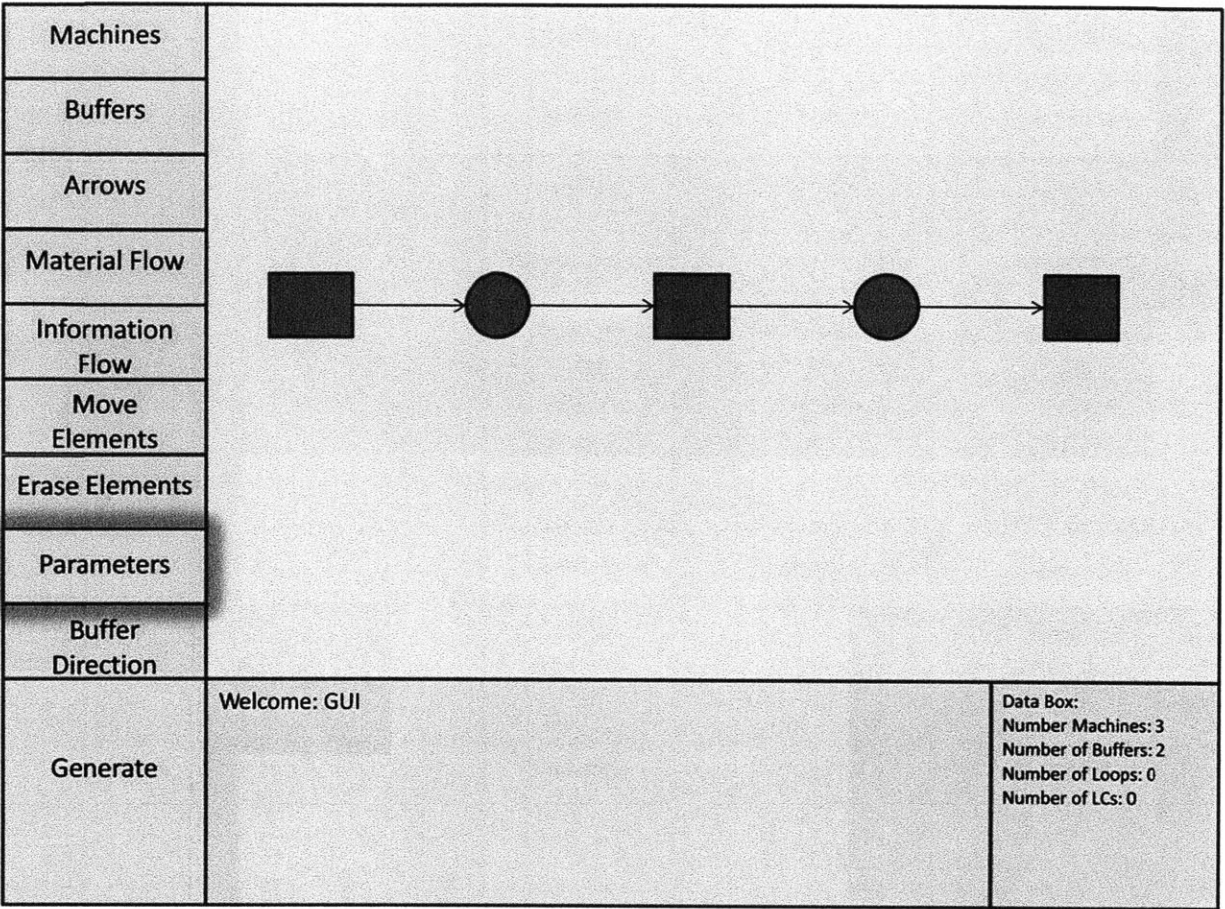 Machines
Buffers
Arrows
Material Flow
Information
Flow
Move
Elements
Erase Elements
Parameters
Buffer
Direction
Generate
Welcome: GUI
Data Box:
Number Machines: 3
Number of Buffers: 2
Number of Loops: 0
Number of LCs: 0